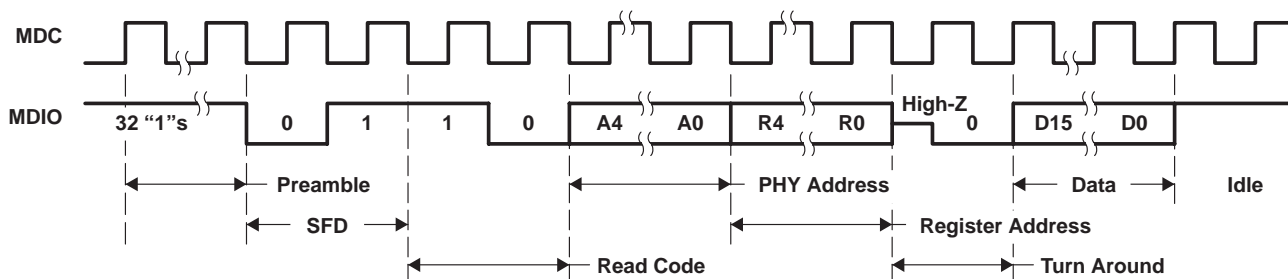 MDC
High-Z
MDIO
32 “1”s 0 1 1 0 A4 A0 R4 R0 0 D15 D0
Preamble PHY Address Data Idle
SFD Register Address
Read Code Turn Around